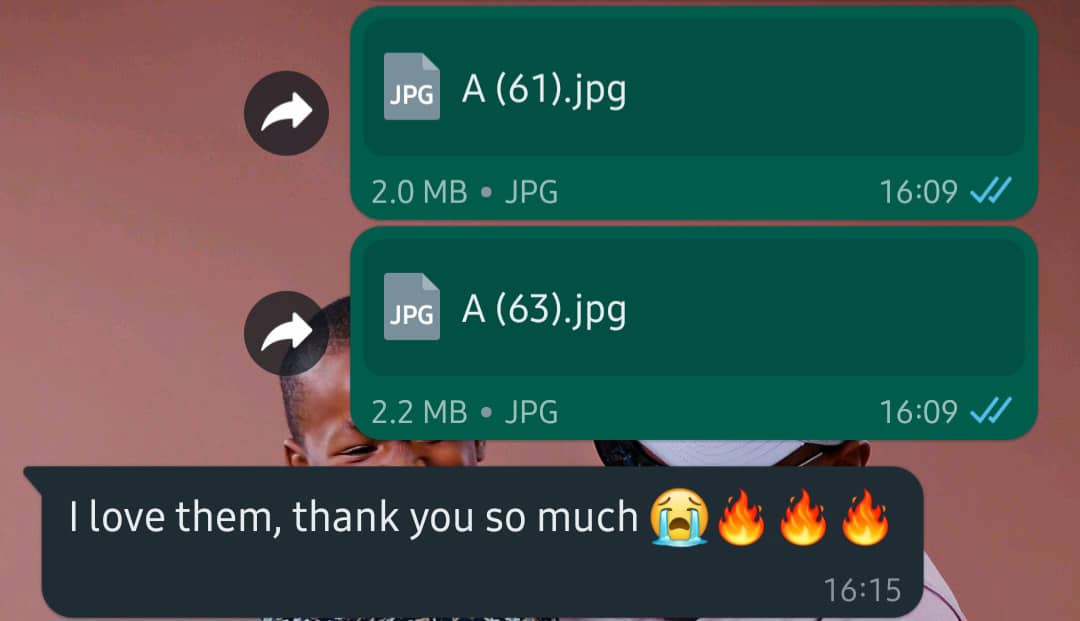 JPG A (61).jpg
2.0 MB • JPG 16:09
JPG A (63).jpg
2.2 MB • JPG 16:09
I love them, thank you so much 😭🔥🔥🔥
16:15